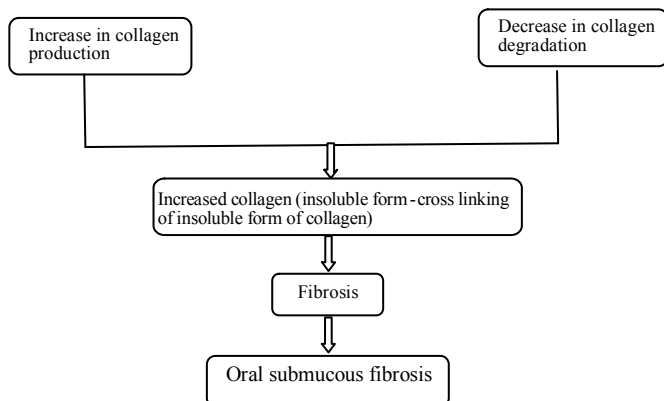 Increase in collagen
production
Decrease in collagen
degradation
Increased collagen (insoluble form-cross linking
of insoluble form of collagen)
Fibrosis
Oral submucous fibrosis